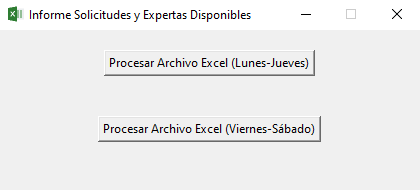 Informe Solicitudes y Expertas Disponibles
Procesar Archivo Excel (Lunes-Jueves)
Procesar Archivo Excel (Viernes-Sábado)